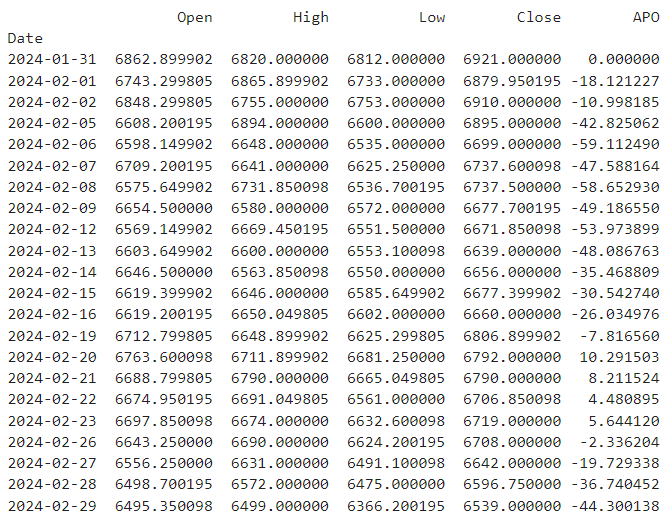 Open High Low Close APO
Date
2024-01-31 6862.899902 6820.000000 6812.000000 6921.000000 0.000000
2024-02-01 6743.299805 6865.899902 6733.000000 6879.950195 -18.121227
2024-02-02 6848.299805 6755.000000 6753.000000 6910.000000 -10.998185
2024-02-05 6608.200195 6894.000000 6600.000000 6895.000000 -42.825062
2024-02-06 6598.149902 6648.000000 6535.000000 6699.000000 -59.112490
2024-02-07 6709.200195 6641.000000 6625.250000 6737.600098 -47.588164
2024-02-08 6575.649902 6731.850098 6536.700195 6737.500000 -58.652930
2024-02-09 6654.500000 6580.000000 6572.000000 6677.700195 -49.186550
2024-02-12 6569.149902 6669.450195 6551.500000 6671.850098 -53.973899
2024-02-13 6603.649902 6600.000000 6553.100098 6639.000000 -48.086763
2024-02-14 6646.500000 6563.850098 6550.000000 6656.000000 -35.468809
2024-02-15 6619.399902 6646.000000 6585.649902 6677.399902 -30.542740
2024-02-16 6619.200195 6650.049805 6602.000000 6660.000000 -26.034976
2024-02-19 6712.799805 6648.899902 6625.299805 6806.899902 -7.816560
2024-02-20 6763.600098 6711.899902 6681.250000 6792.000000 10.291503
2024-02-21 6688.799805 6790.000000 6665.049805 6790.000000 8.211524
2024-02-22 6674.950195 6691.049805 6561.000000 6706.850098 4.480895
2024-02-23 6697.850098 6674.000000 6632.600098 6719.000000 5.644120
2024-02-26 6643.250000 6690.000000 6624.200195 6708.000000 -2.336204
2024-02-27 6556.250000 6631.000000 6491.100098 6642.000000 -19.729338
2024-02-28 6498.700195 6572.000000 6475.000000 6596.750000 -36.740452
2024-02-29 6495.350098 6499.000000 6366.200195 6539.000000 -44.300138